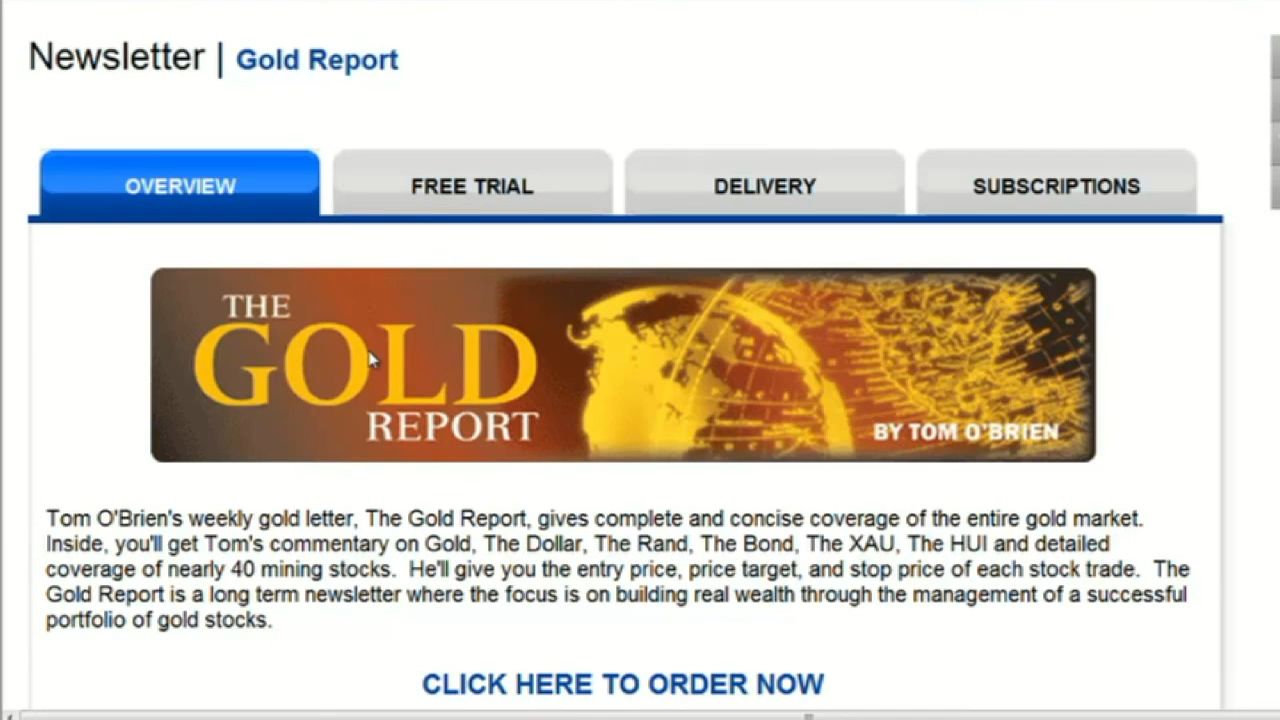 Newsletter | Gold Report
OVERVIEW
FREE TRIAL
DELIVERY
SUBSCRIPTIONS
THE
GOLD
REPORT
BY TOM O'BRIEN
Tom O'Brien's weekly gold letter, The Gold Report, gives complete and concise coverage of the entire gold market.
Inside, you'll get Tom's commentary on Gold, The Dollar, The Rand, The Bond, The XAU, The HUI and detailed
coverage of nearly 40 mining stocks.  He'll give you the entry price, price target, and stop price of each stock trade.  The
Gold Report is a long term newsletter where the focus is on building real wealth through the management of a successful
portfolio of gold stocks.
CLICK HERE TO ORDER NOW